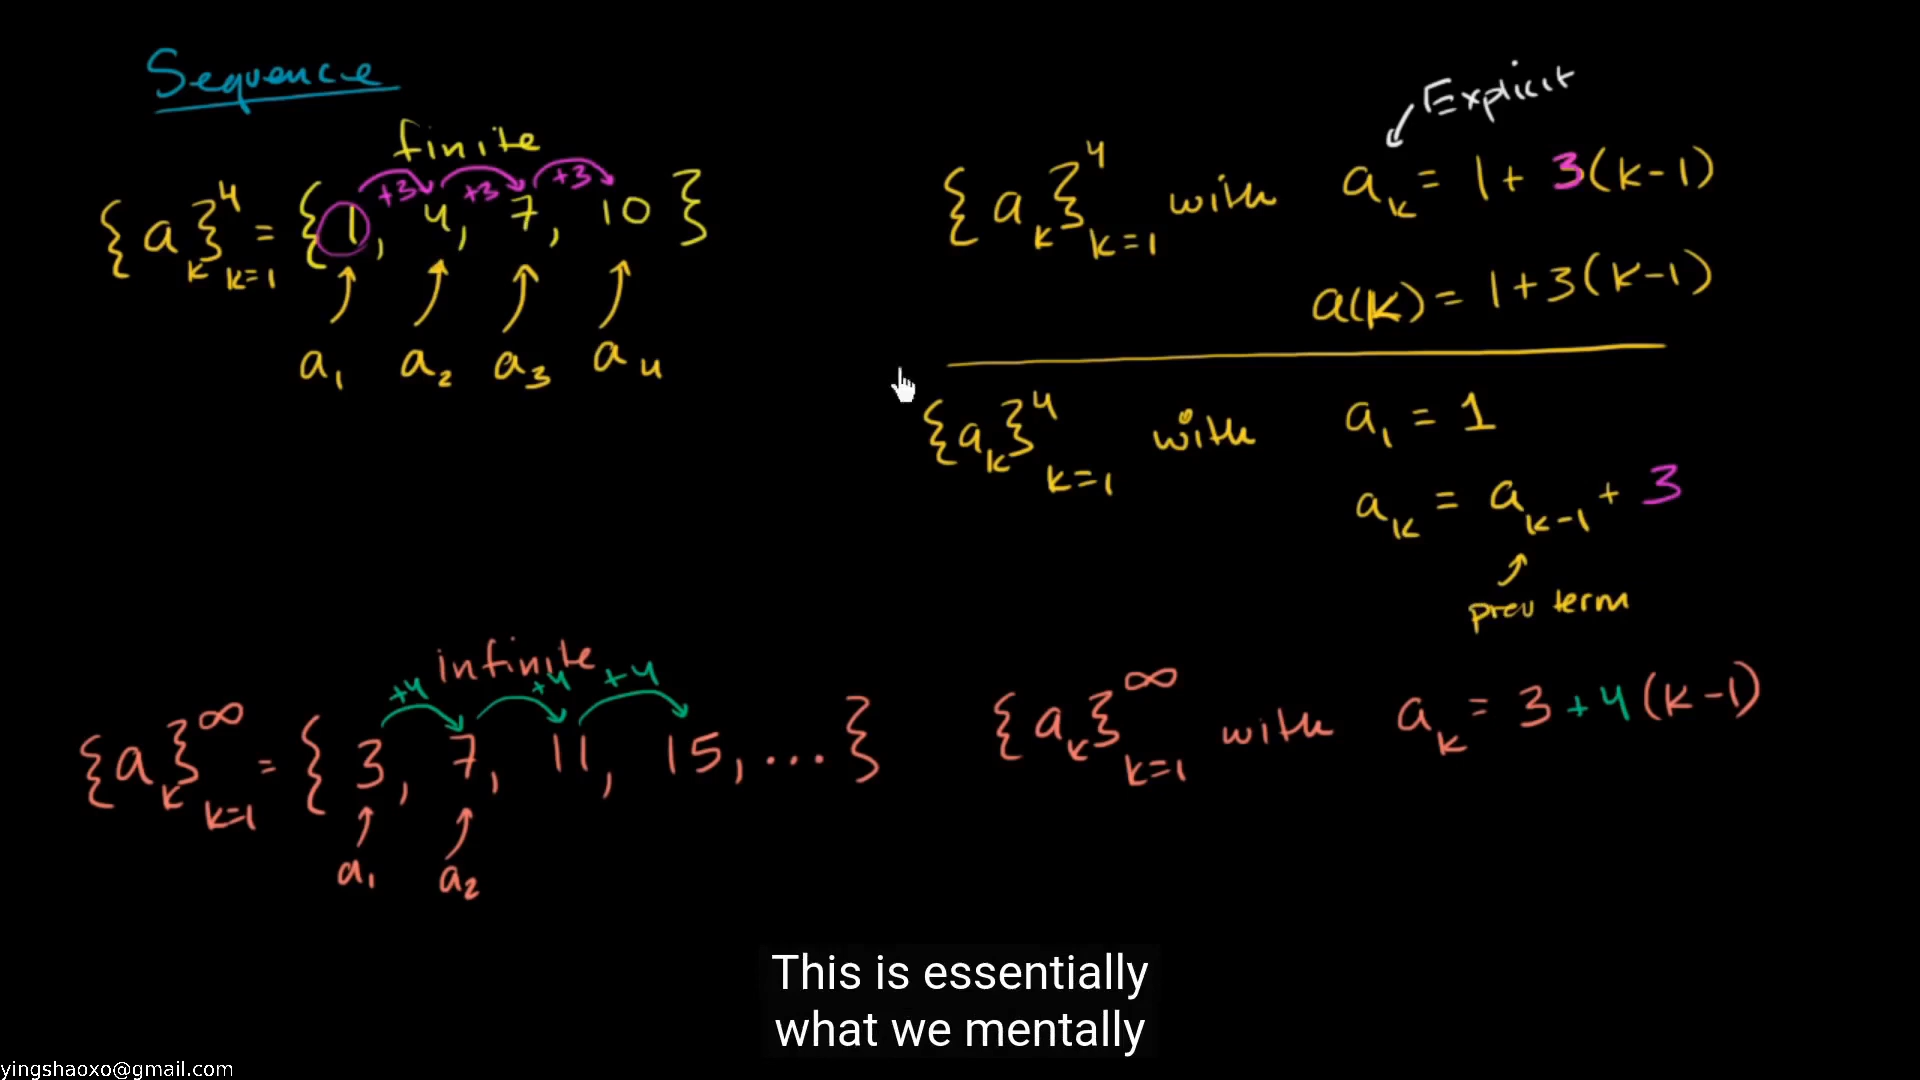 Sequence
finite
+3 +3 +3
{a_k}^4_{k=1} = {1, 4, 7, 10}
a_1 a_2 a_3 a_4
Explicit
{a_k}^4_{k=1} with a_k = 1 + 3(k-1)
a(k) = 1 + 3(k-1)
{a_k}^4_{k=1} with a_1 = 1
a_k = a_{k-1} + 3
prev term
infinite
+4 +4 +4
{a_k}^∞_{k=1} = {3, 7, 11, 15, ...}
a_1 a_2
{a_k}^∞_{k=1} with a_k = 3 + 4(k-1)
This is essentially
what we mentally
yingshaoxo@gmail.com